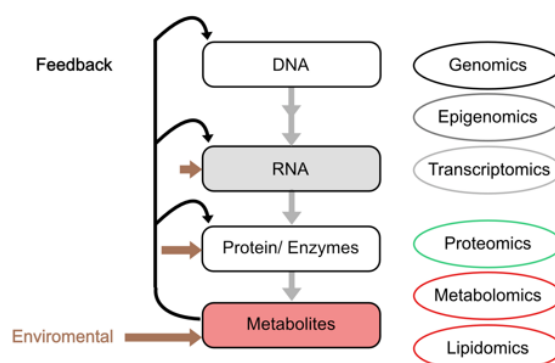 Feedback
DNA
Genomics
Epigenomics
RNA
Transcriptomics
Protein/ Enzymes
Proteomics
Metabolomics
Metabolites
Enviromental
Lipidomics